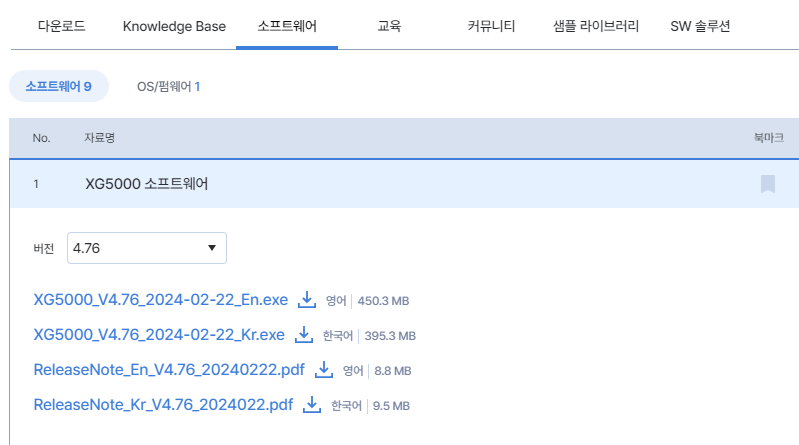 다운로드 Knowledge Base 소프트웨어 교육 커뮤니티 샘플 라이브러리 SW 솔루션
소프트웨어 9 OS/펌웨어 1
No. 자료명 북마크
1 XG5000 소프트웨어
버전 4.76
XG5000_V4.76_2024-02-22_En.exe 영어 450.3 MB
XG5000_V4.76_2024-02-22_Kr.exe 한국어 395.3 MB
ReleaseNote_En_V4.76_20240222.pdf 영어 8.8 MB
ReleaseNote_Kr_V4.76_2024022.pdf 한국어 9.5 MB